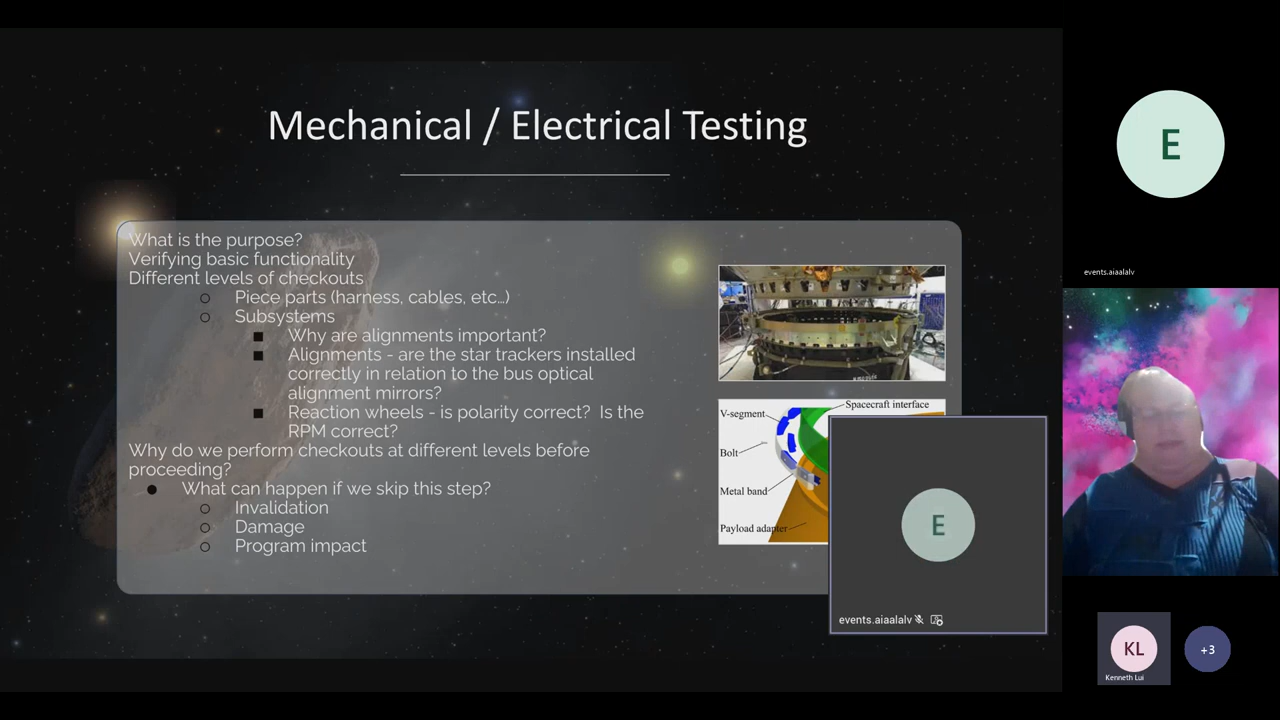 Mechanical / Electrical Testing
What is the purpose?
Verifying basic functionality
Different levels of checkouts
Piece parts (harness, cables, etc…)
Subsystems
Why are alignments important?
Alignments - are the star trackers installed
correctly in relation to the bus optical
alignment mirrors?
Reaction wheels - is polarity correct?  Is the
RPM correct?
Why do we perform checkouts at different levels before
proceeding?
What can happen if we skip this step?
Invalidation
Damage
Program impact
Spacecraft interface
V-segment
Bolt
Metal band
Payload adapter
E
events.aiaalalv
E
events.aiaalalv
KL
Kenneth Lui
+3